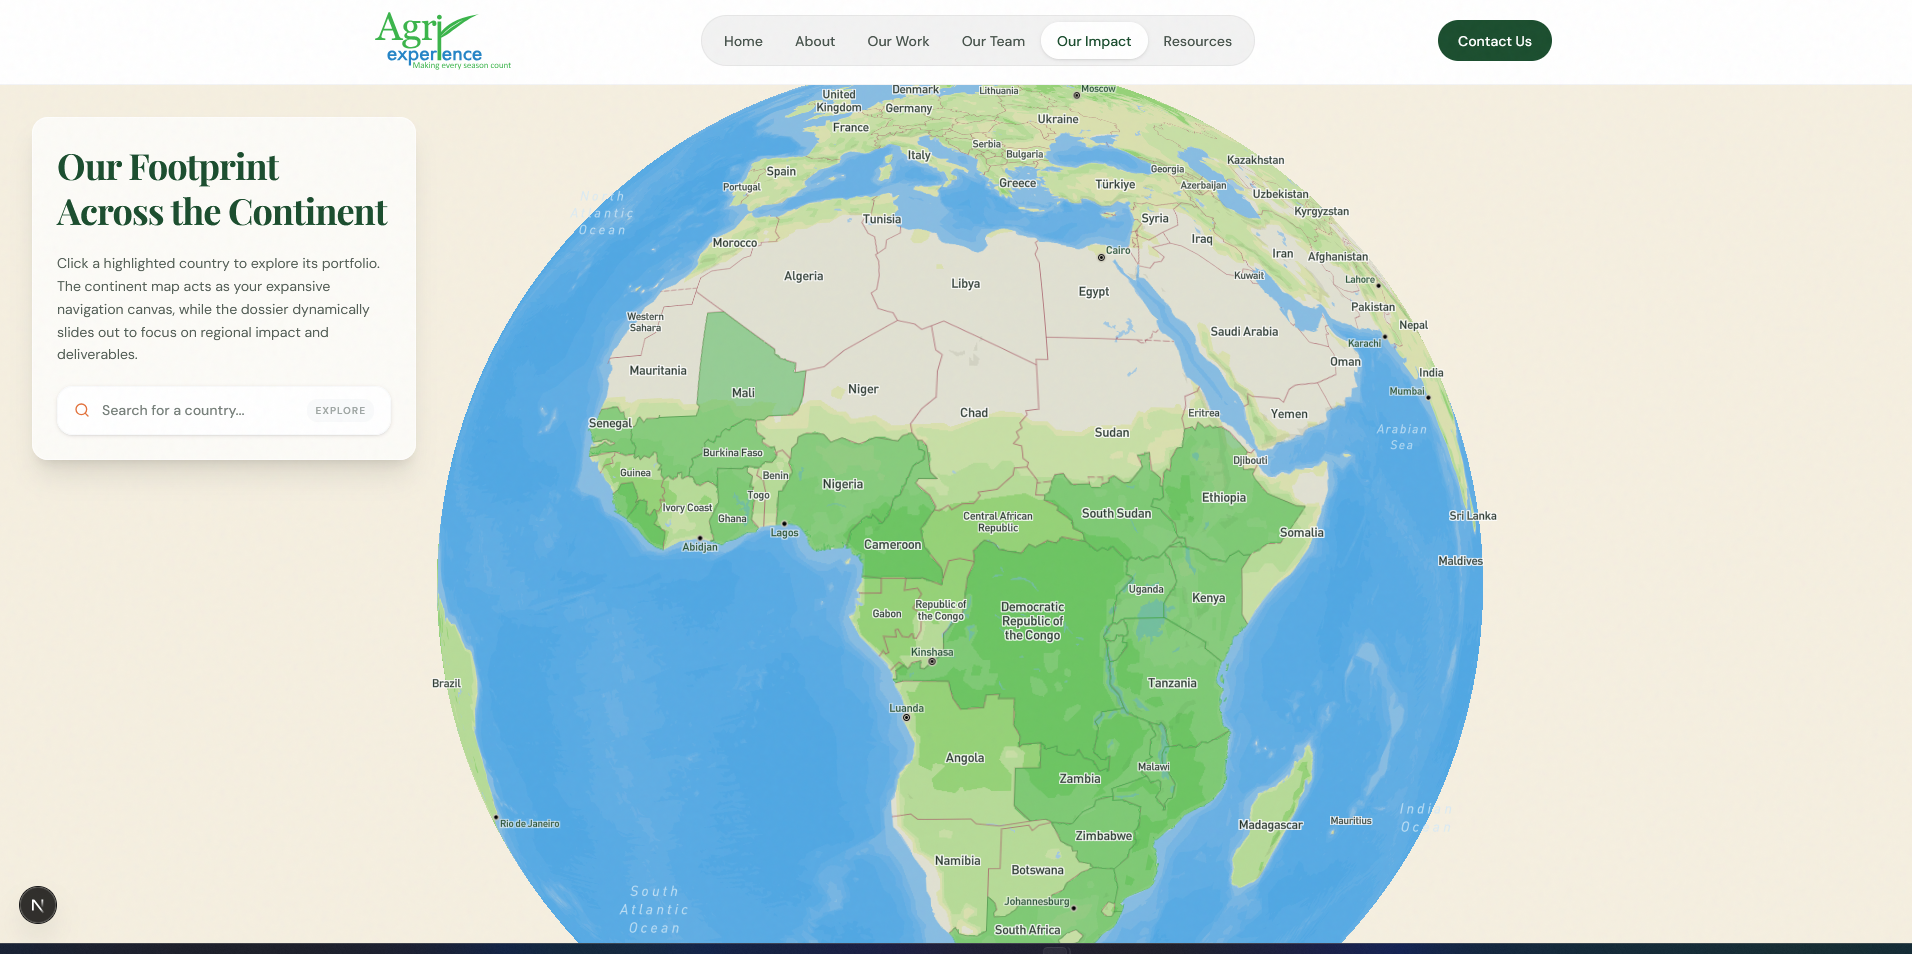 Agri
experience
Making every season count
Home
About
Our Work
Our Team
Our Impact
Resources
Contact Us
Our Footprint
Across the Continent
Click a highlighted country to explore its portfolio.
The continent map acts as your expansive
navigation canvas, while the dossier dynamically
slides out to focus on regional impact and
deliverables.
Search for a country...
EXPLORE
United
Kingdom
Denmark
Lithuania
Moscow
Germany
Ukraine
France
Serbia
Bulgaria
Italy
Kazakhstan
Spain
Georgia
Portugal
Greece
Türkiye
Azerbaijan
Uzbekistan
North
Atlantic
Ocean
Kyrgyzstan
Tunisia
Syria
Morocco
Iraq
Cairo
Iran
Afghanistan
Algeria
Libya
Egypt
Kuwait
Lahore
Pakistan
Western
Sahara
Saudi Arabia
Nepal
Karachi
Oman
Mauritania
India
Mali
Niger
Mumbai
Chad
Eritrea
Yemen
Senegal
Sudan
Arabian
Sea
Burkina Faso
Djibouti
Guinea
Benin
Nigeria
Togo
Ethiopia
Ivory Coast
Ghana
Central African
Republic
South Sudan
Sri Lanka
Lagos
Somalia
Abidjan
Cameroon
Maldives
Uganda
Kenya
Gabon
Republic of
the Congo
Democratic
Republic of
the Congo
Kinshasa
Brazil
Tanzania
Luanda
Angola
Malawi
Zambia
Rio de Janeiro
Madagascar
Mauritius
Indian
Ocean
Zimbabwe
Namibia
Botswana
South
Atlantic
Ocean
Johannesburg
South Africa
N